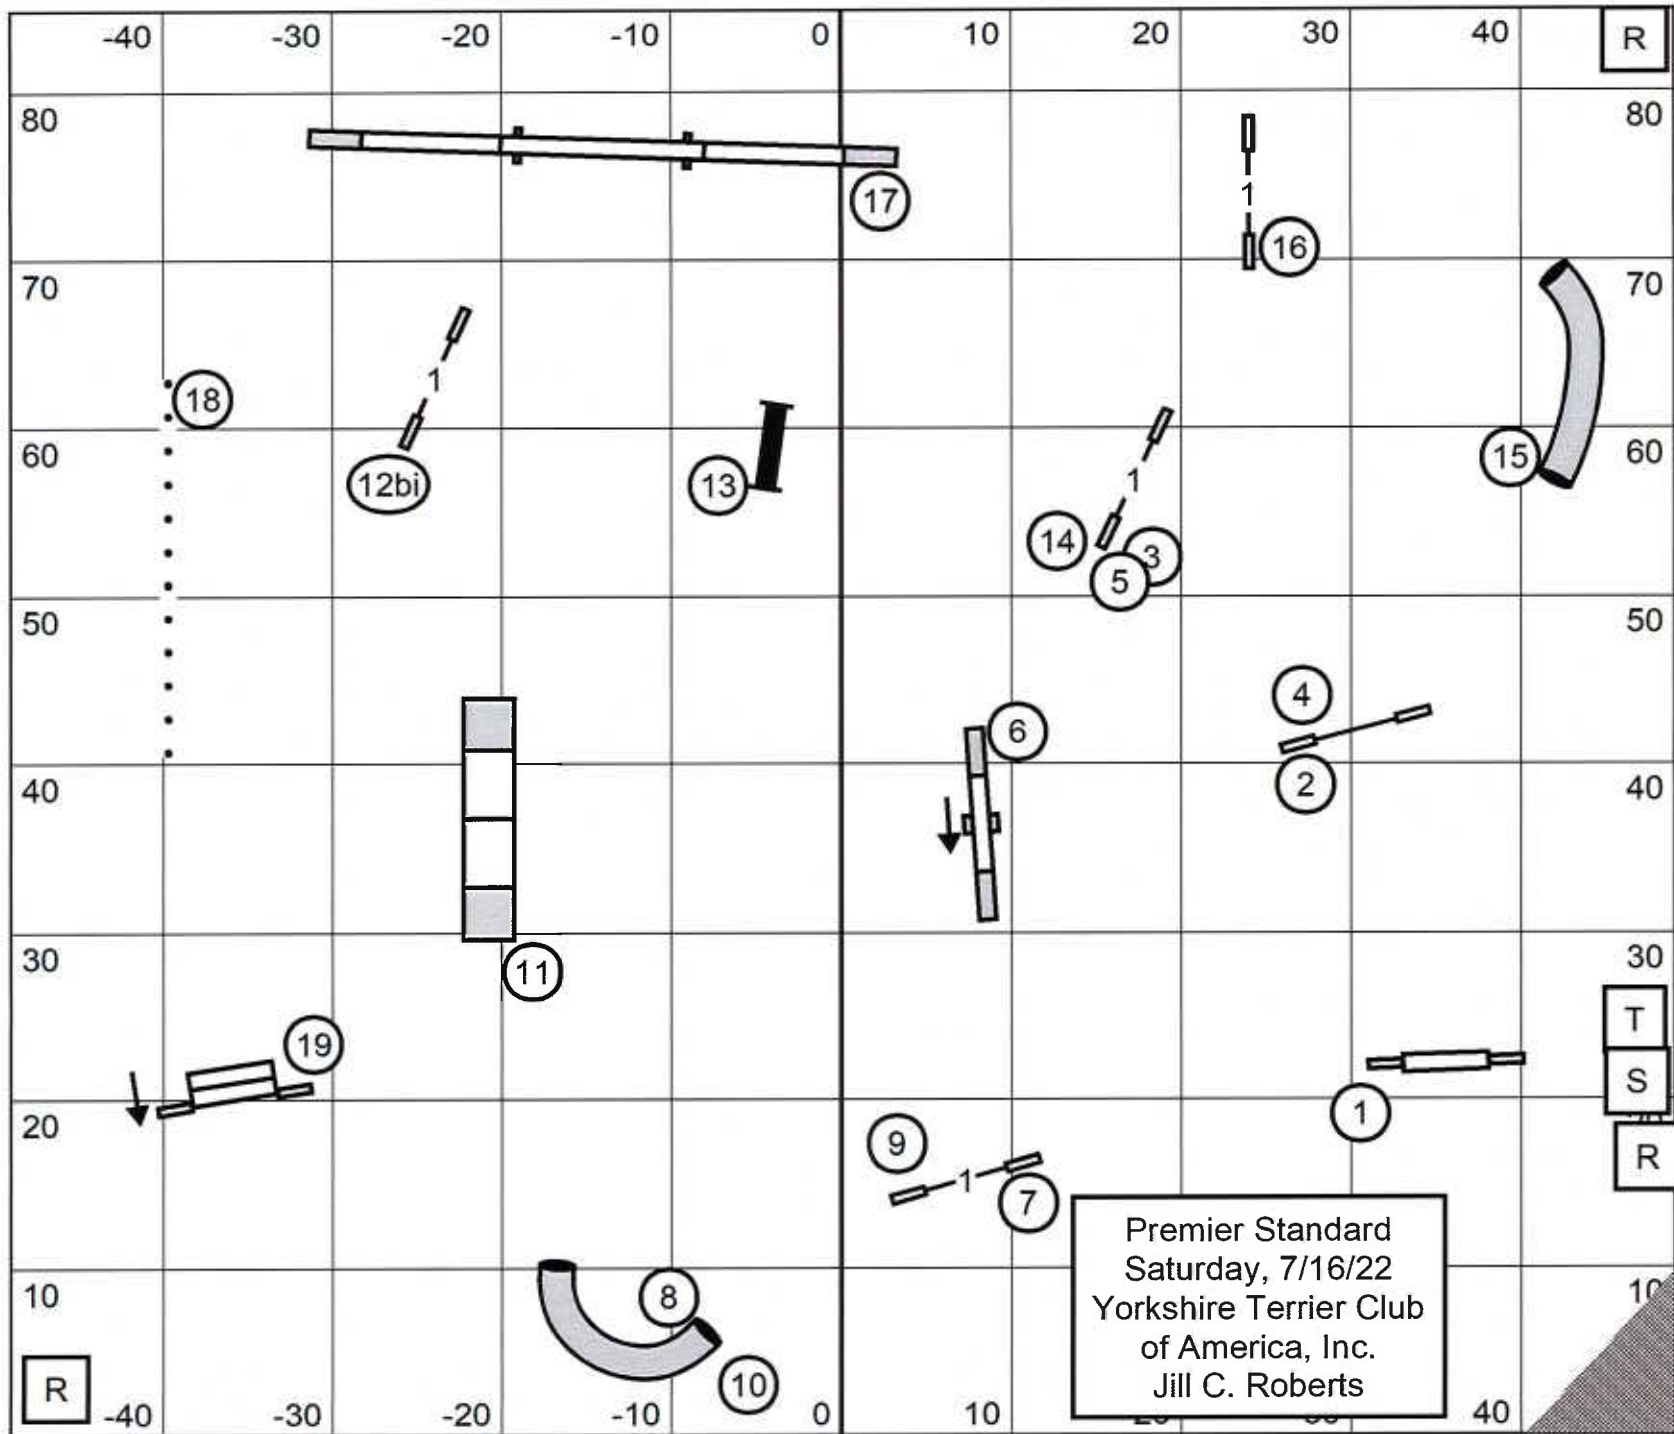 -40 -30 -20 -10 0 10 20 30 40 R
80 80
17
1
16
70 70
1
18
60 60
12bi
13
1
15
14
3
5
50 50
4
6
2
40 40
11
30 30
T
19
S
1
20
9
R
1
7
Premier Standard
Saturday, 7/16/22
Yorkshire Terrier Club
of America, Inc.
Jill C. Roberts
8
10
10
R
-40 -30 -20 -10 0 10 40